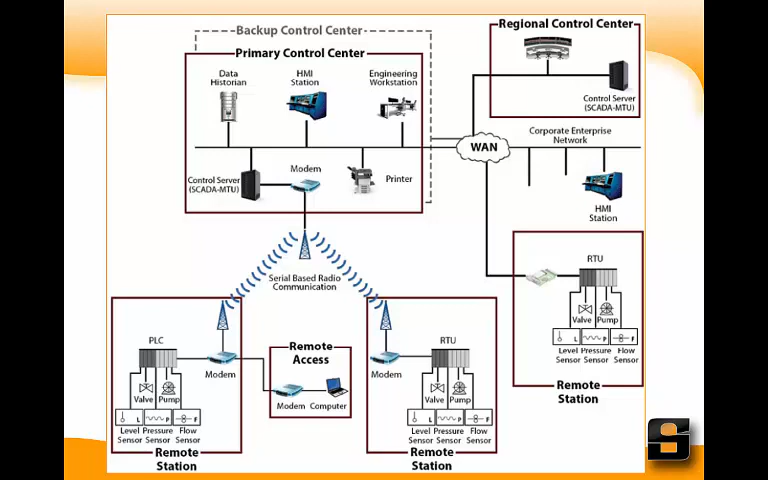 Backup Control Center
Primary Control Center
Data
Historian
HMI
Station
Engineering
Workstation
Control Server
(SCADA-MTU)
Modem
Printer
Regional Control Center
Control Server
(SCADA-MTU)
WAN
Corporate Enterprise
Network
HMI
Station
Serial Based Radio
Communication
PLC
Valve Pump
L P F
Level Pressure Flow
Sensor Sensor Sensor
Remote
Station
Modem
Remote
Access
Modem Computer
Modem
RTU
Valve Pump
L P F
Level Pressure Flow
Sensor Sensor Sensor
Remote
Station
RTU
Valve Pump
L P F
Level Pressure Flow
Sensor Sensor Sensor
Remote
Station
S